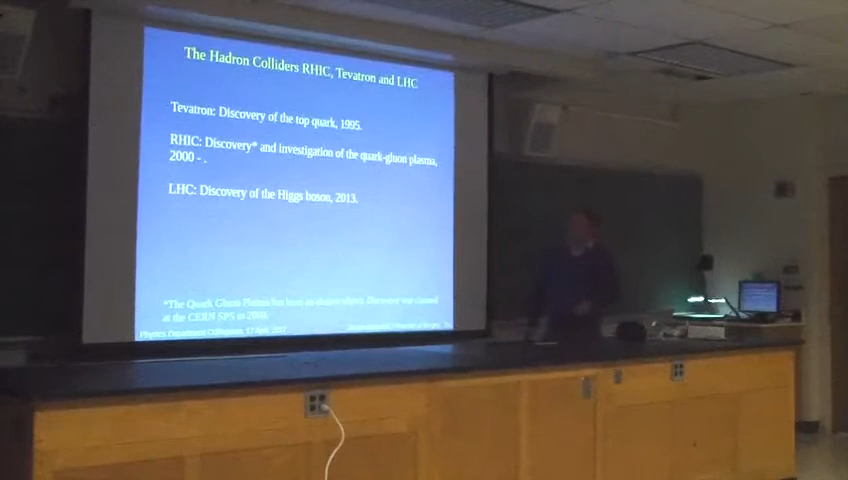 The Hadron Colliders RHIC, Tevatron and LHC
Tevatron: Discovery of the top quark, 1995.
RHIC: Discovery* and investigation of the quark-gluon plasma,
2000 - .
LHC: Discovery of the Higgs boson, 2013.
*The Quark Gluon Plasma has been an elusive object. Discovery was claimed
at the CERN SPS in 2000.
Physics Department Colloquium, 17 April, 2017